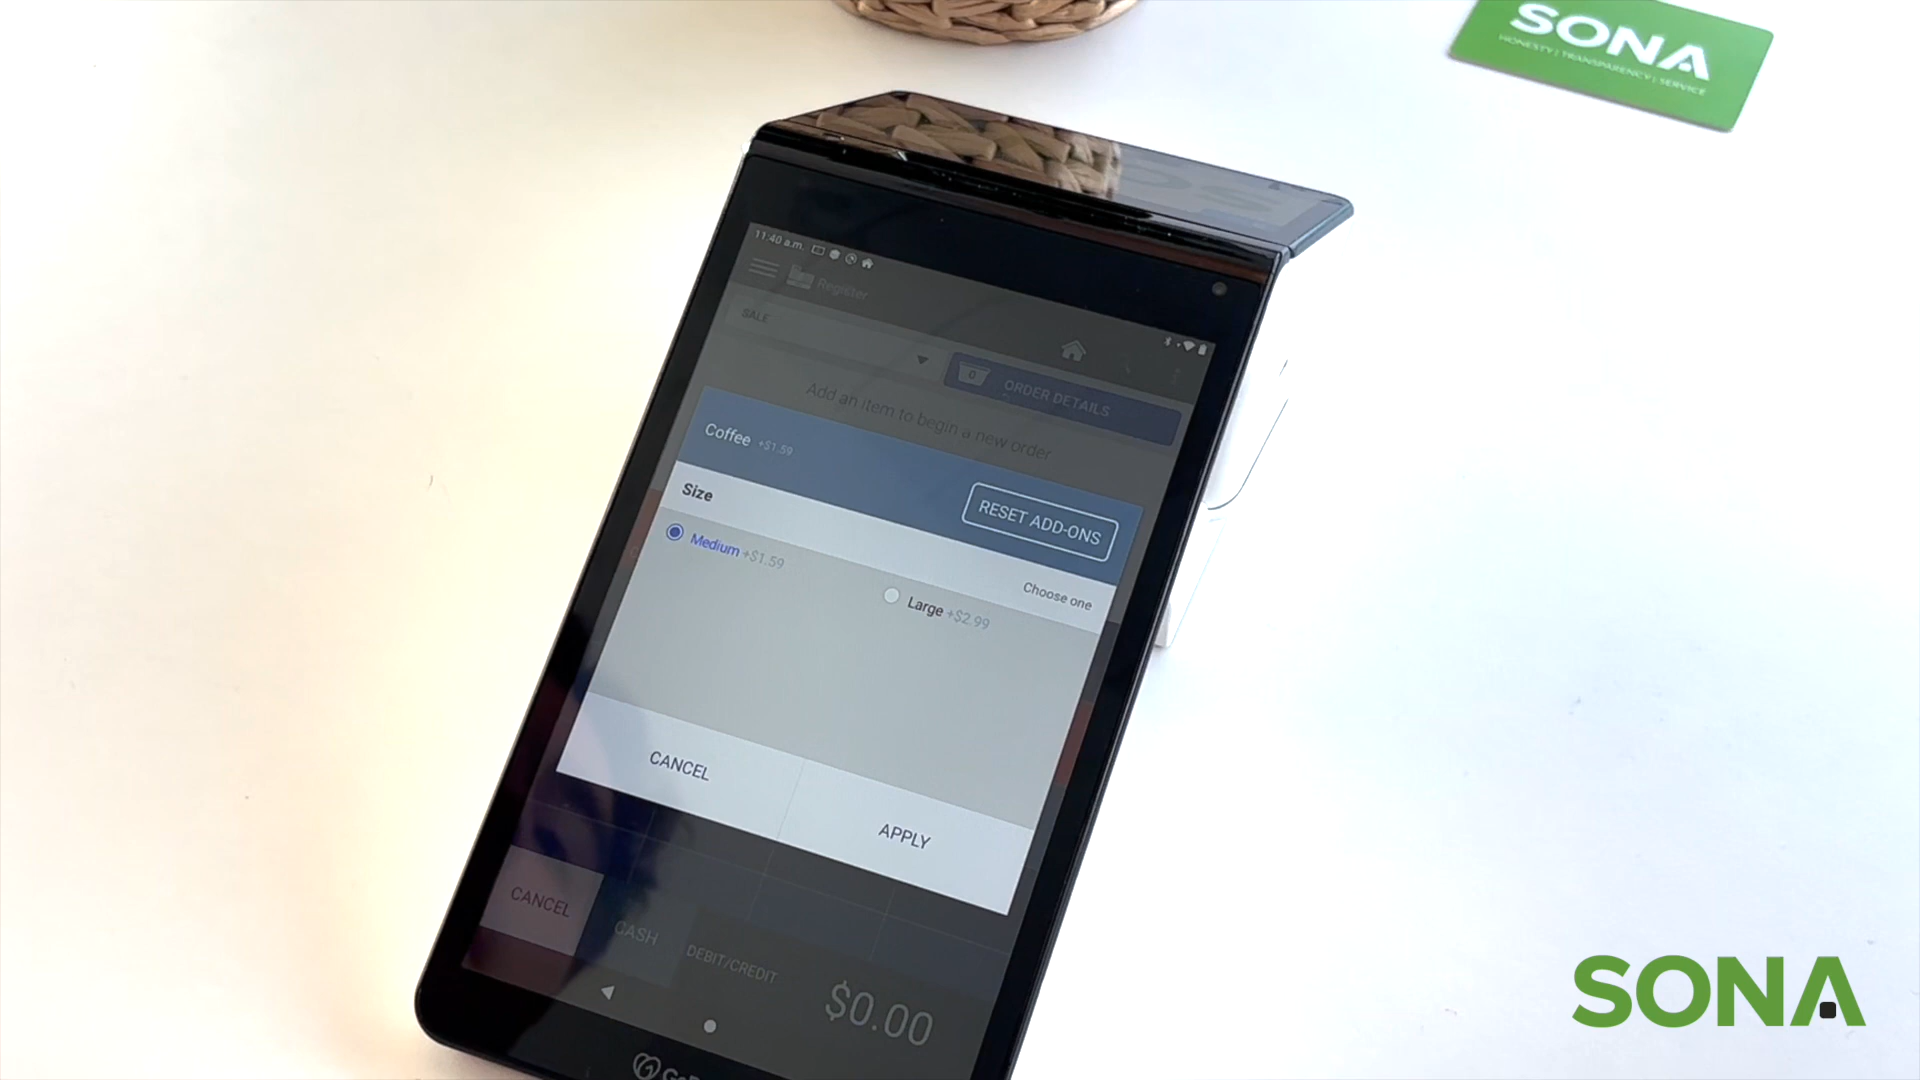 SONA
HONESTY | TRANSPARENCY | SERVICE
11:40 a.m.
Register
SALE
0 ORDER DETAILS
Add an item to begin a new order
Coffee +$1.59
RESET ADD-ONS
Size
Choose one
Medium +$1.59
Large +$2.99
CANCEL
APPLY
CANCEL
CASH
DEBIT/CREDIT
$0.00
SONA